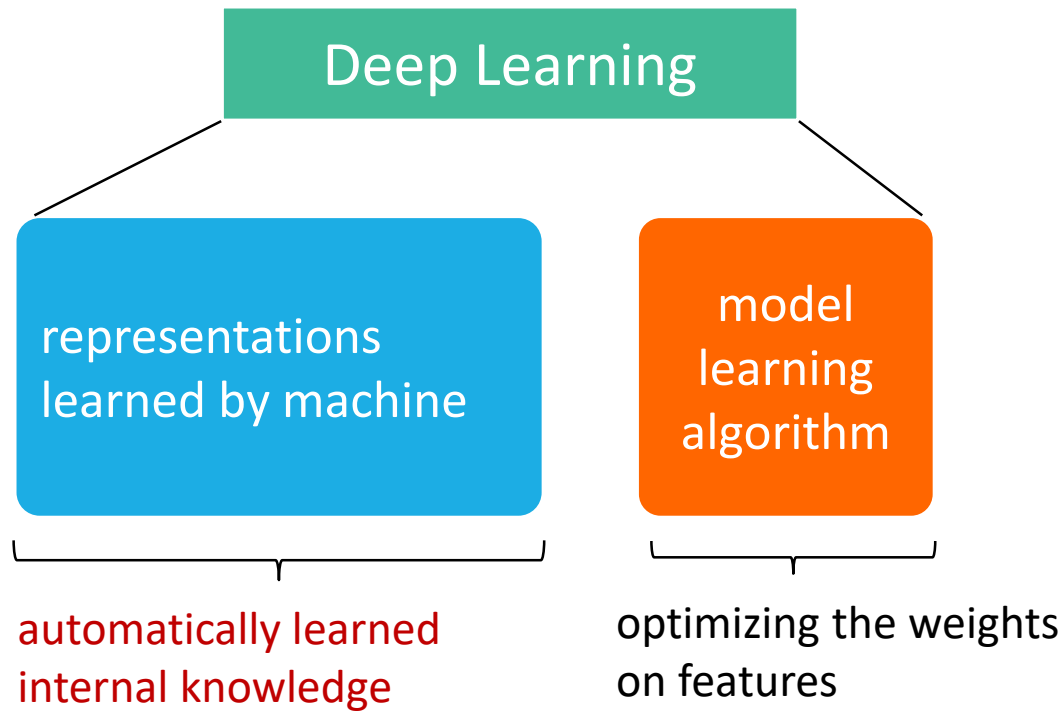 Deep Learning
representations
learned by machine
model
learning
algorithm
automatically learned
internal knowledge
optimizing the weights
on features